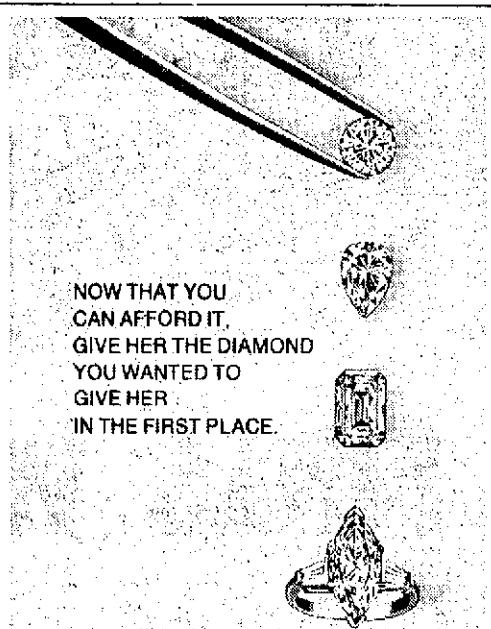 NOW THAT YOU
CAN AFFORD IT,
GIVE HER THE DIAMOND
YOU WANTED TO
GIVE HER
IN THE FIRST PLACE.